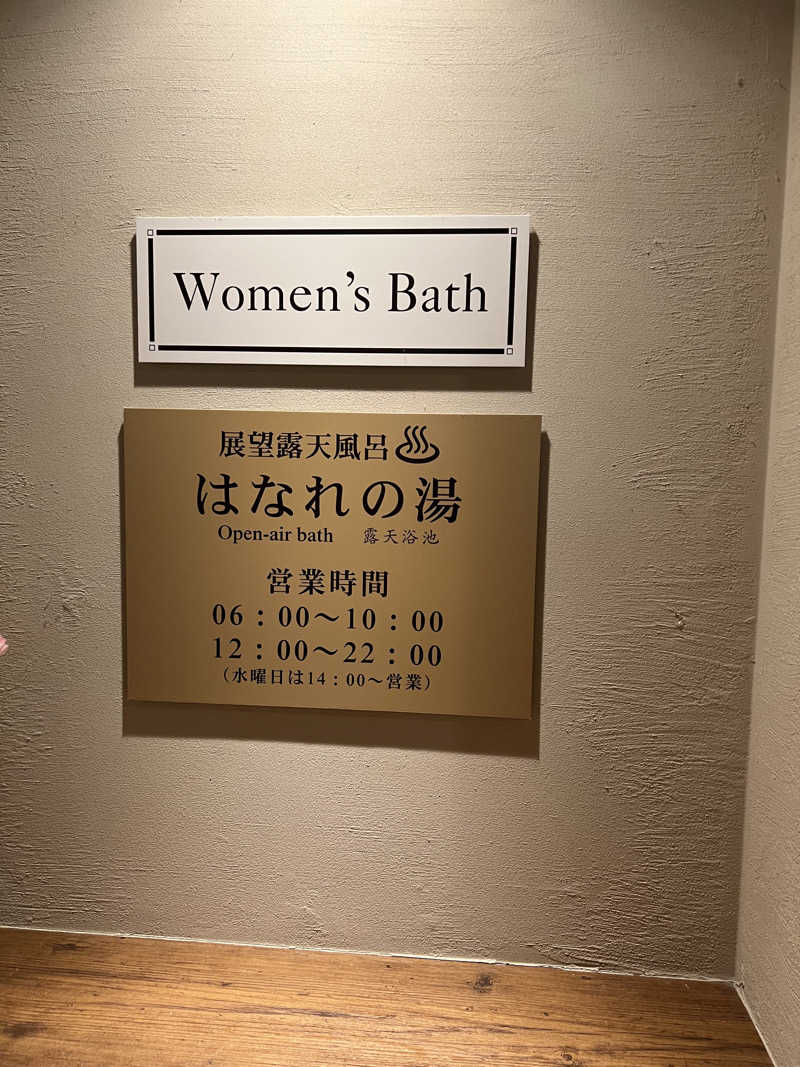 Women's Bath
展望露天風呂♨
はなれの湯
Open-air bath 露天浴池
営業時間
06：00～10：00
12：00～22：00
（水曜日は14：00～営業）